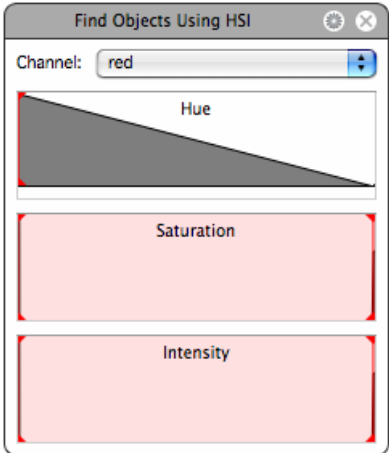 Find Objects Using HSI
Channel: red
Hue
Saturation
Intensity